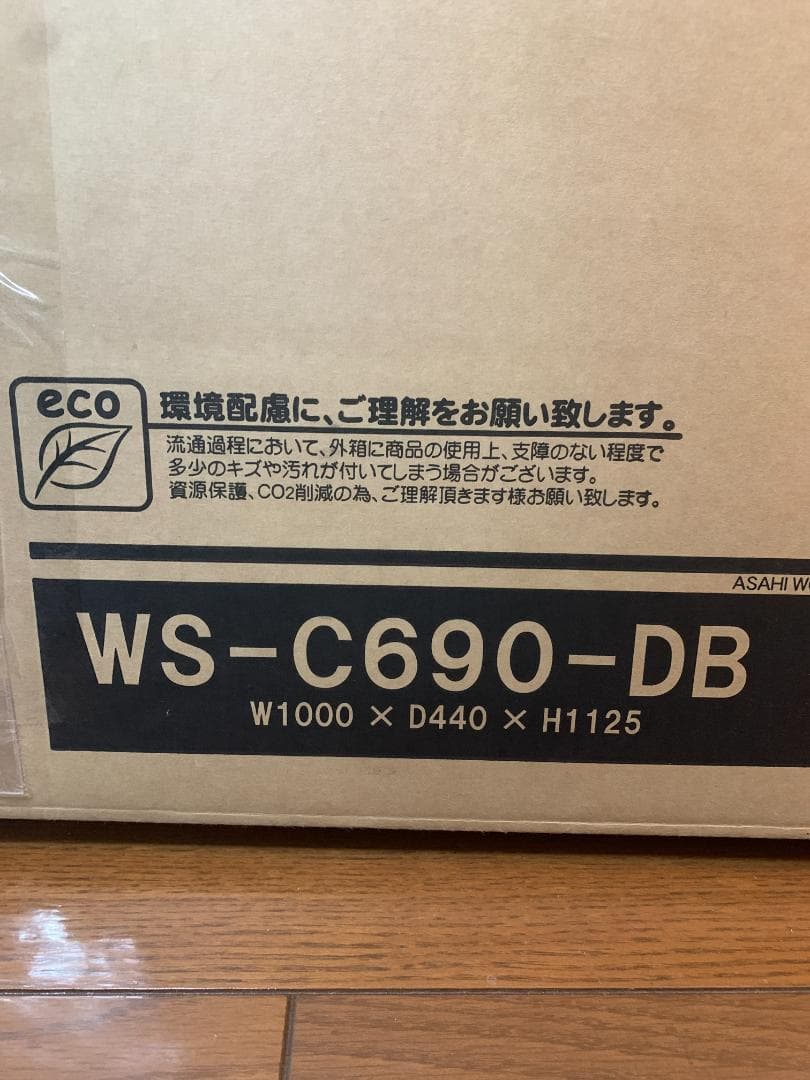 eco
環境配慮に、ご理解をお願い致します。
流通過程において、外箱に商品の使用上、支障のない程度で
多少のキズや汚れが付いてしまう場合がございます。
資源保護、CO2削減の為、ご理解頂きます様お願い致します。
ASAHI
WS-C690-DB
W1000 × D440 × H1125